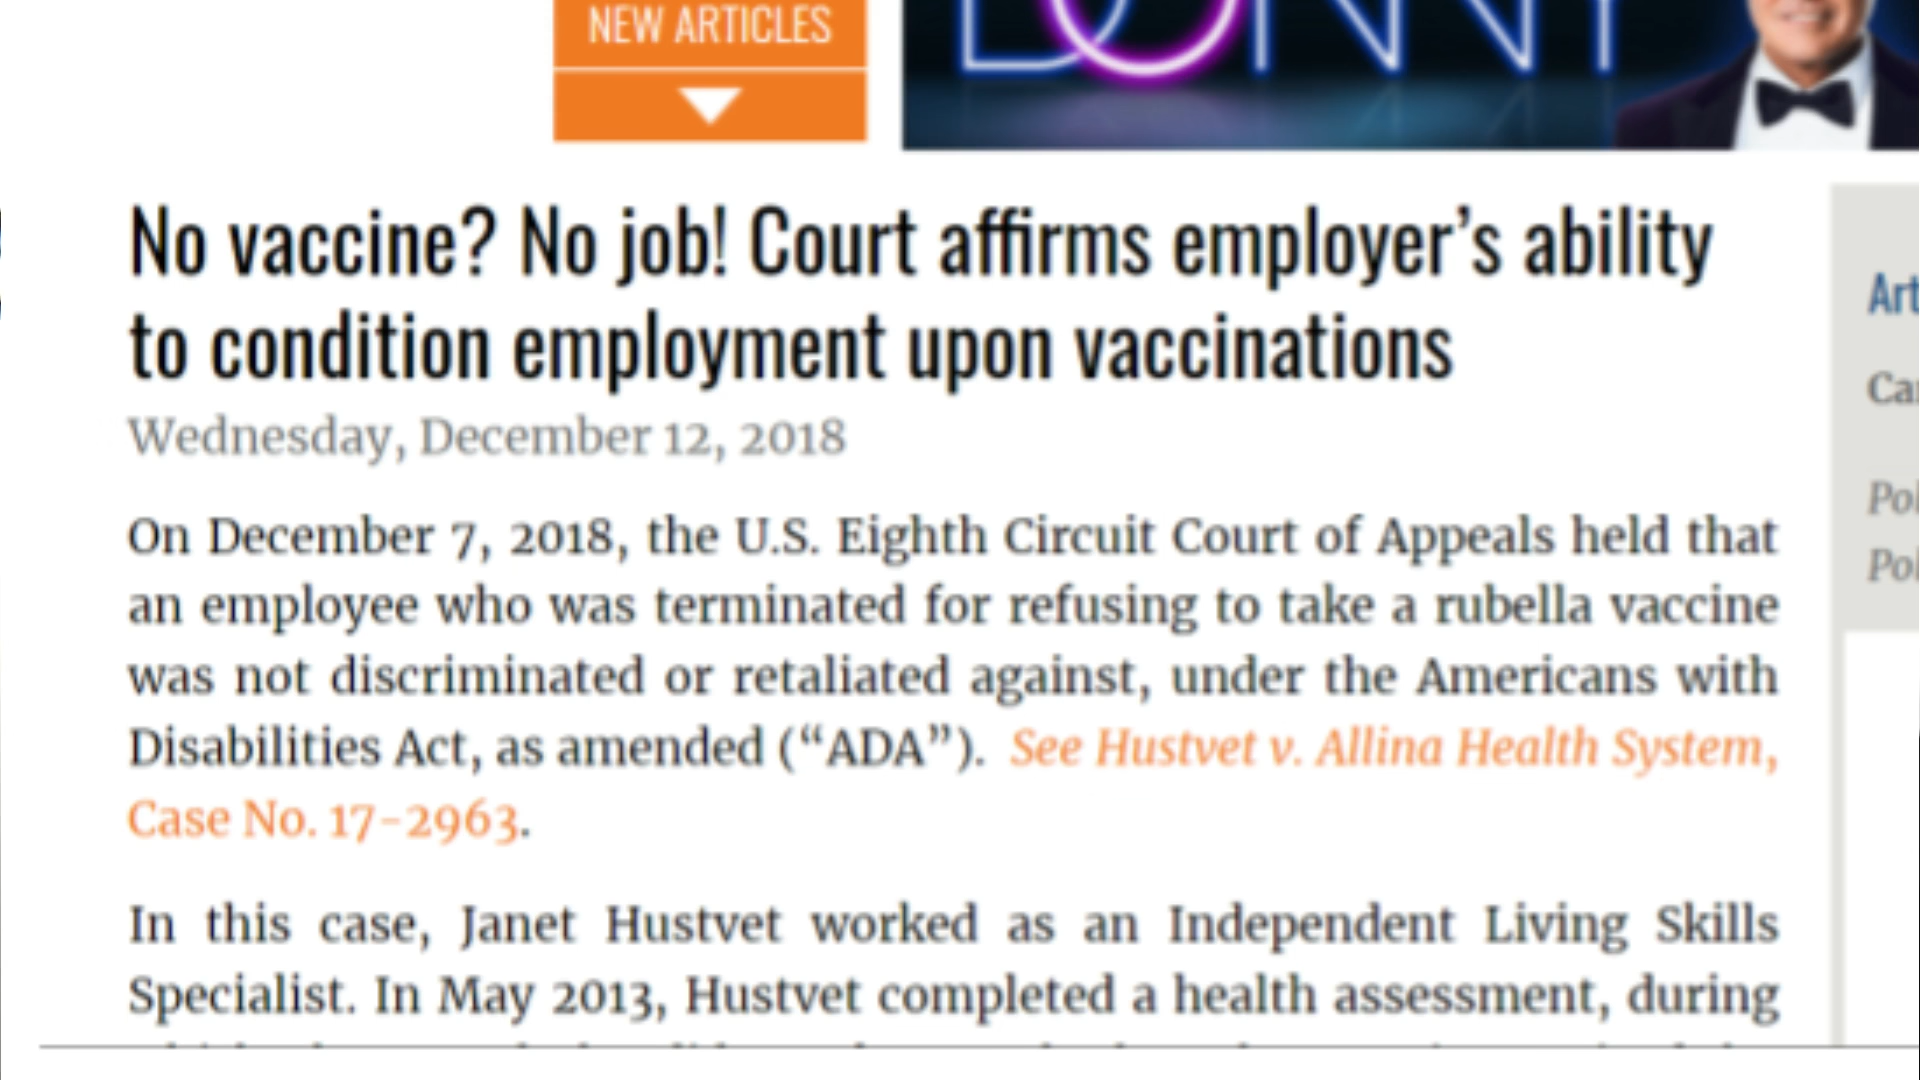 NEW ARTICLES
DONNY
No vaccine? No job! Court affirms employer’s ability
to condition employment upon vaccinations
Wednesday, December 12, 2018
On December 7, 2018, the U.S. Eighth Circuit Court of Appeals held that
an employee who was terminated for refusing to take a rubella vaccine
was not discriminated or retaliated against, under the Americans with
Disabilities Act, as amended (“ADA”). See Hustvet v. Allina Health System,
Case No. 17-2963.
In this case, Janet Hustvet worked as an Independent Living Skills
Specialist. In May 2013, Hustvet completed a health assessment, during